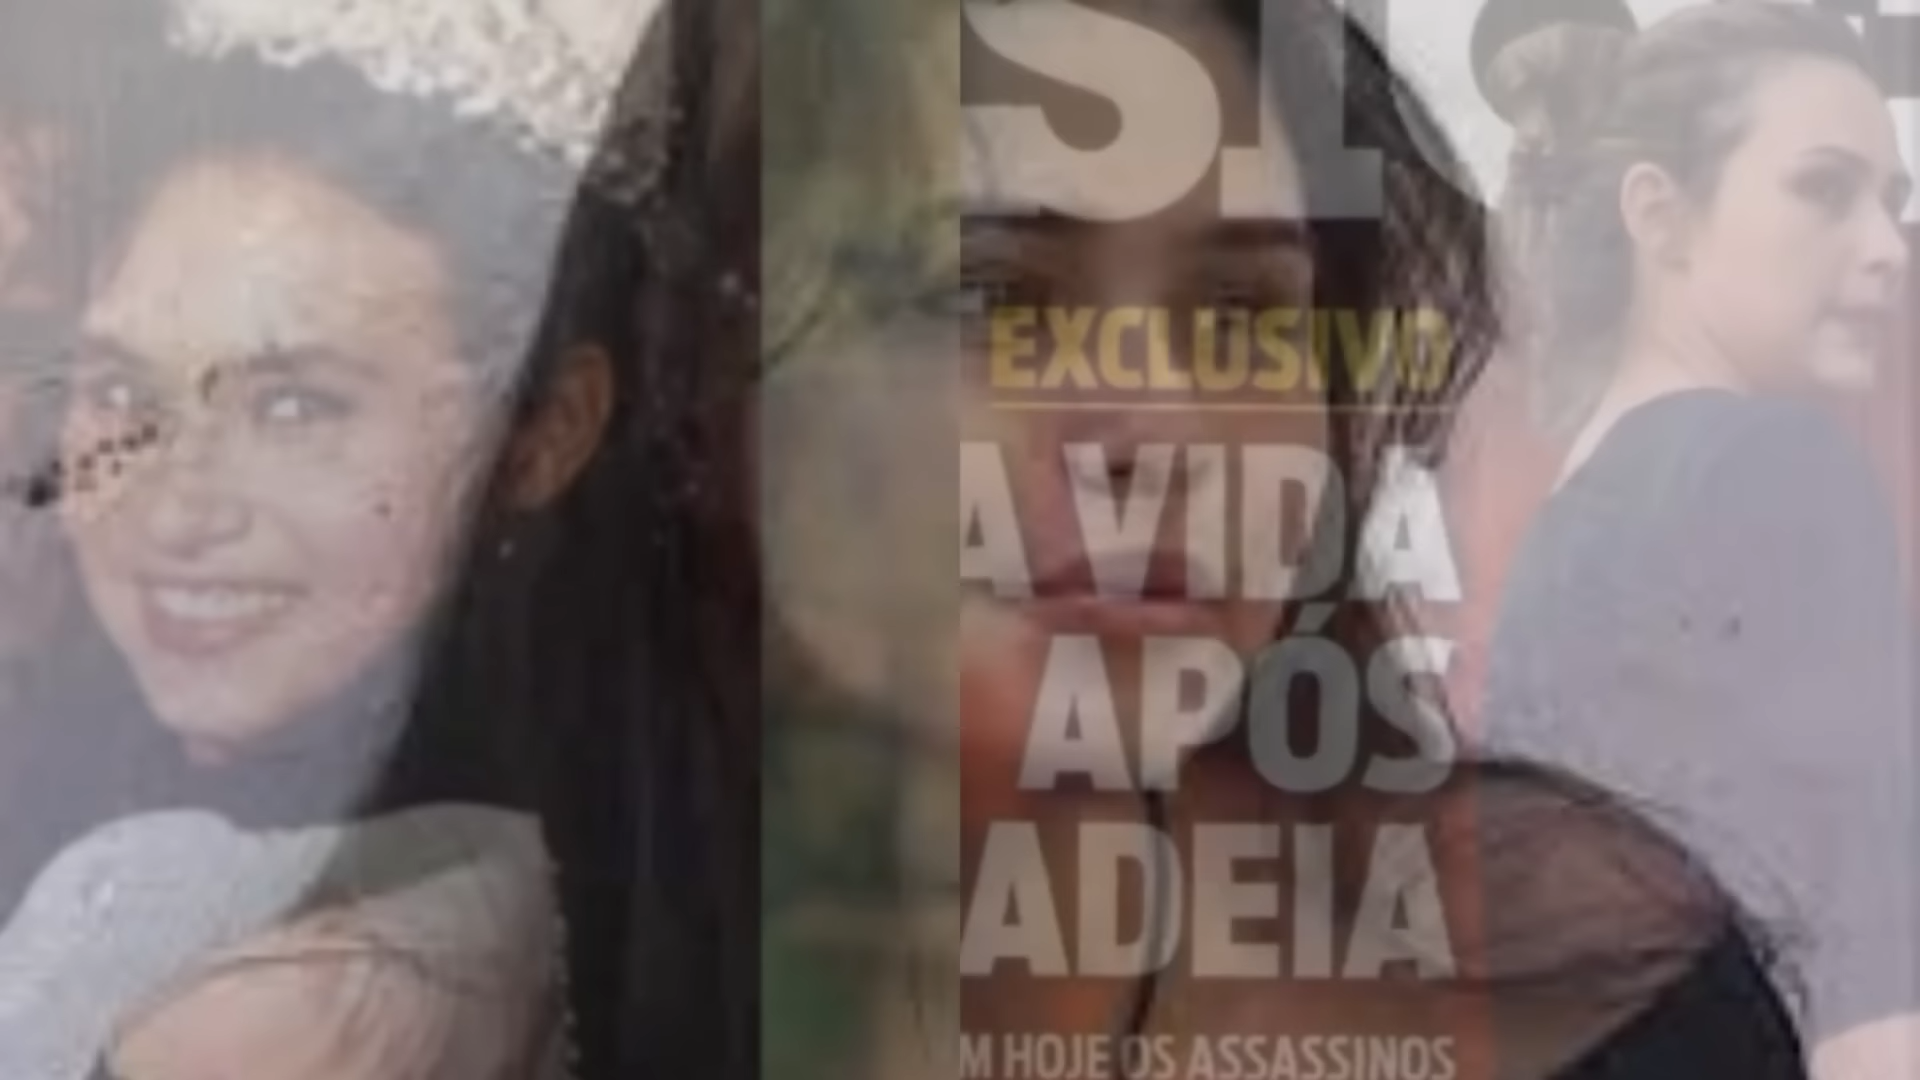 EXCLUSIVO
A VIDA
APÓS
ADEIA
M HOJE OS ASSASSINOS